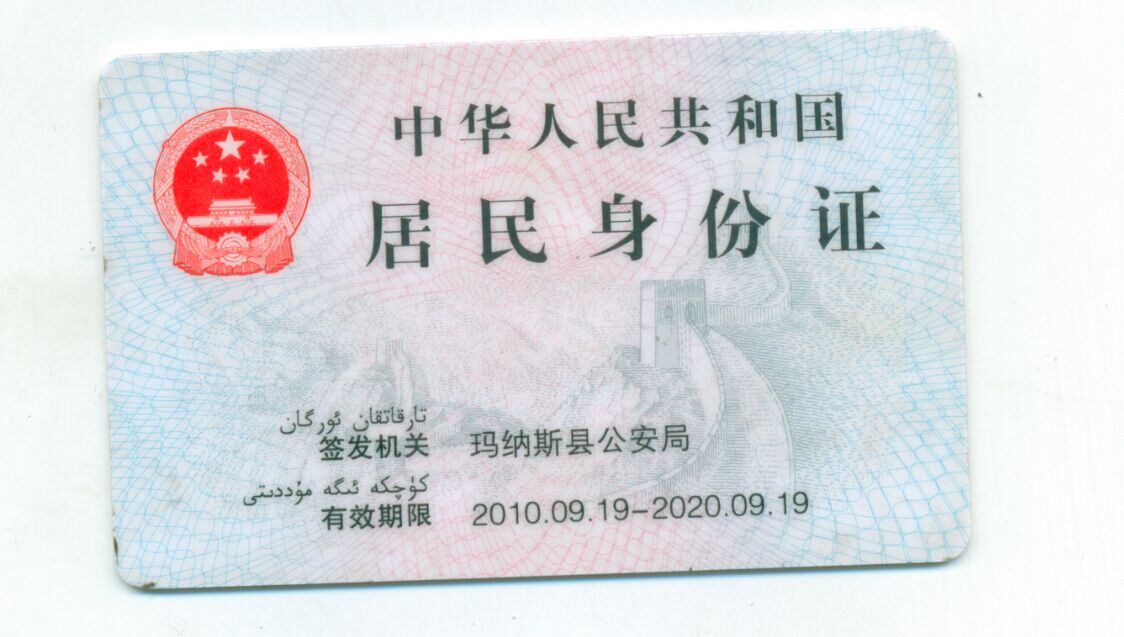 中华人民共和国
居民身份证
تارقاتقان ئورگان
签发机关 玛纳斯县公安局
كۈچكە ئىگە مۇددىتى
有效期限 2010.09.19-2020.09.19